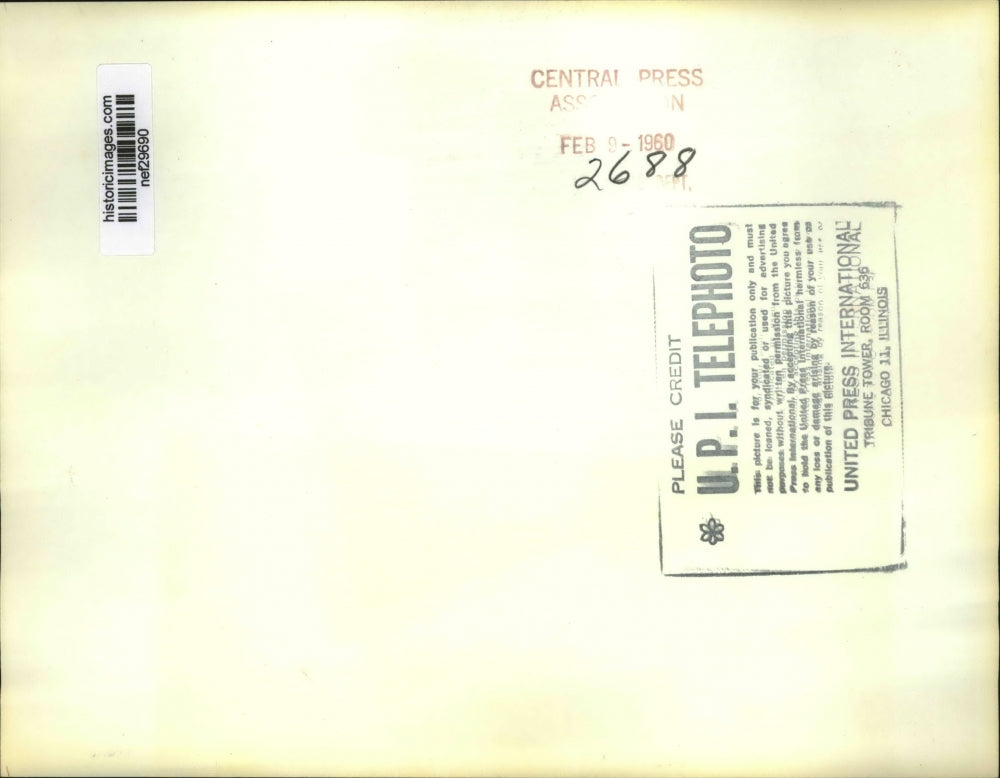 historicimages.com
nef29690
CENTRAL PRESS
FEB 9 - 1960
2688
PLEASE CREDIT
U. P. I. TELEPHOTO
This picture is for your publication only and must
not be loaned, syndicated or used for advertising
purposes without written permission from the United
Press International. By accepting this picture you agree
to hold the United Press International harmless from
any loss or damage arising by reason of your use or
publication of this picture.
UNITED PRESS INTERNATIONAL
TRIBUNE TOWER, ROOM 636
CHICAGO 11, ILLINOIS